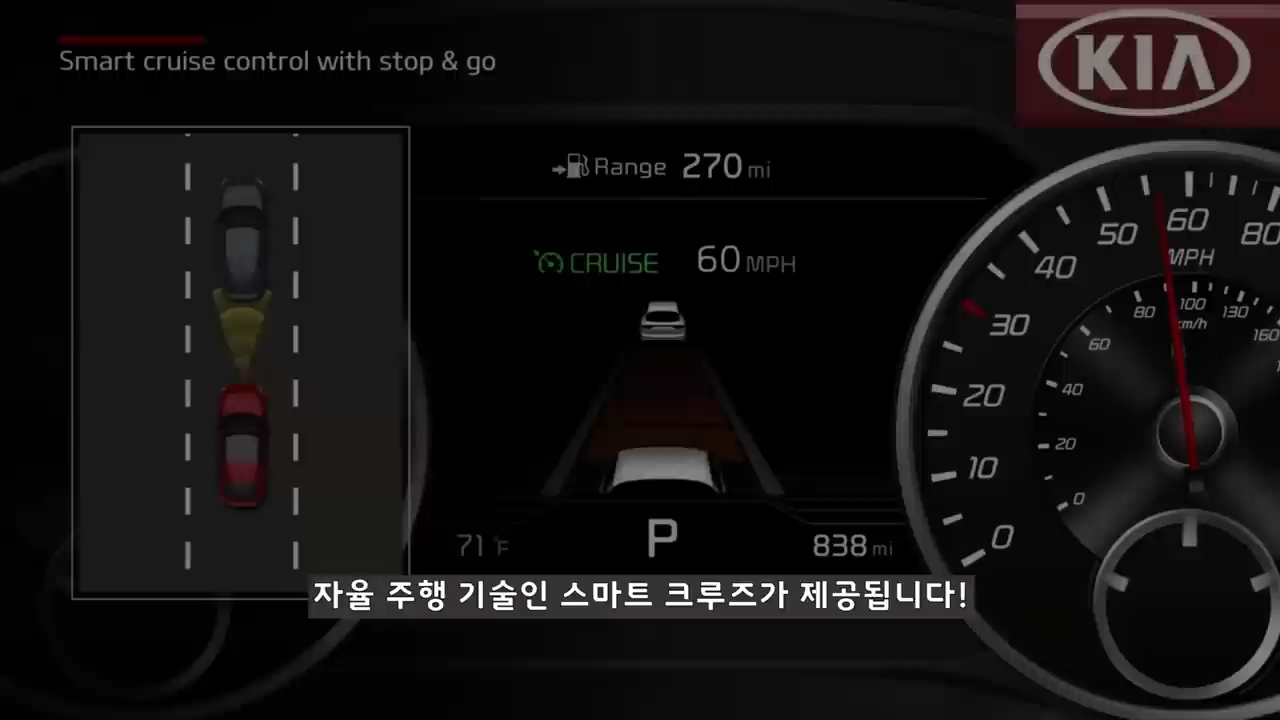 Smart cruise control with stop & go
KIA
Range 270 mi
CRUISE 60 MPH
71 °F
P
838 mi
50
60
80
40
MPH
30
20
10
0
80
100
130
160
km/h
60
40
20
0
자율 주행 기술인 스마트 크루즈가 제공됩니다!